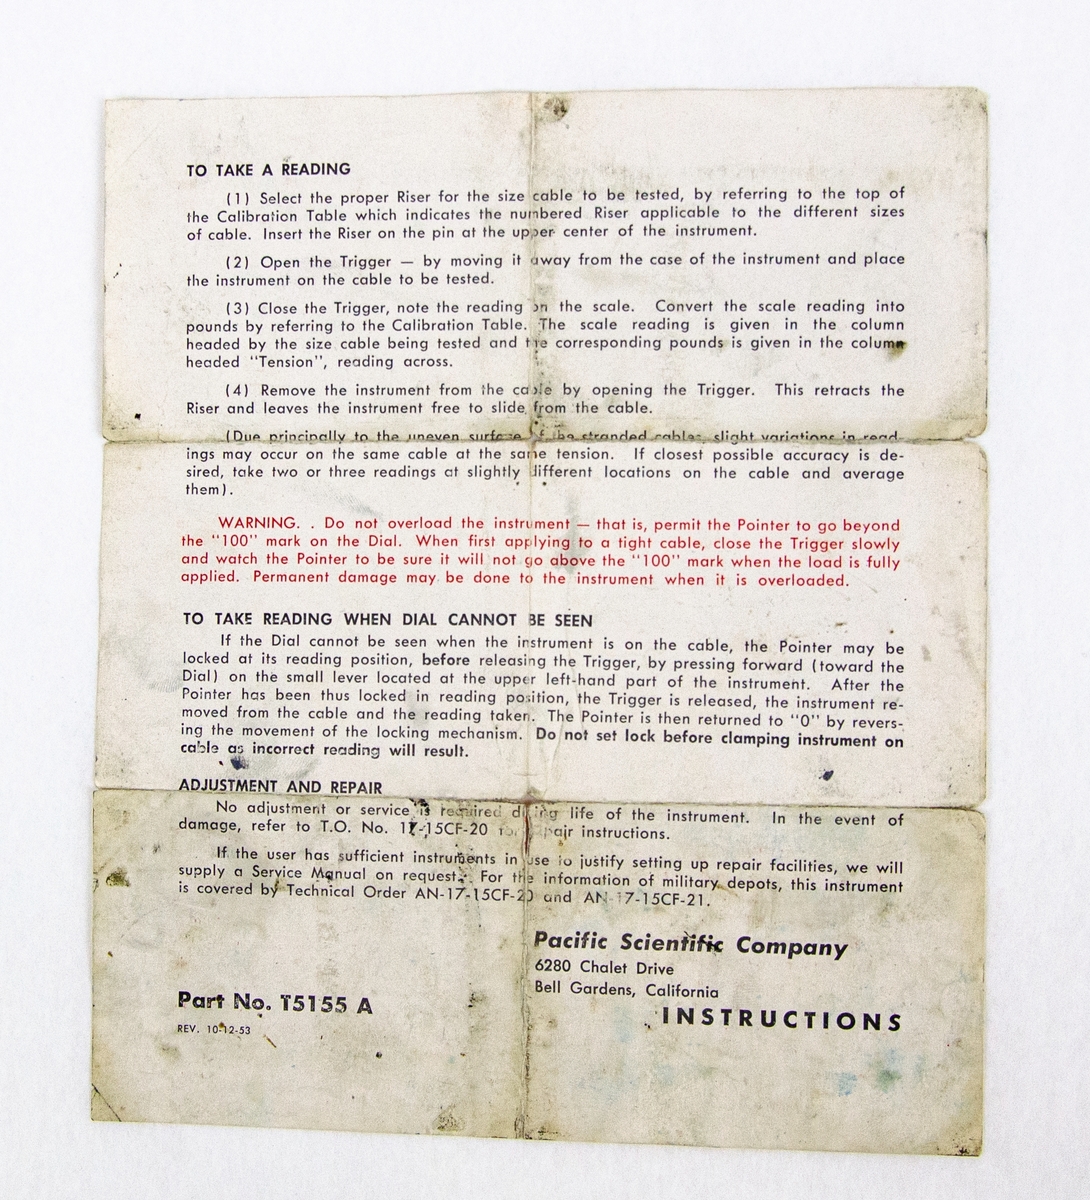 TO TAKE A READING
(1) Select the proper Riser for the size cable to be tested, by referring to the top of
the Calibration Table which indicates the numbered Riser applicable to the different sizes
of cable. Insert the Riser on the pin at the upper center of the instrument.
(2) Open the Trigger — by moving it away from the case of the instrument and place
the instrument on the cable to be tested.
(3) Close the Trigger, note the reading on the scale. Convert the scale reading into
pounds by referring to the Calibration Table. The scale reading is given in the column
headed by the size cable being tested and the corresponding pounds is given in the column
headed "Tension", reading across.
(4) Remove the instrument from the cable by opening the Trigger. This retracts the
Riser and leaves the instrument free to slide from the cable.
(Due principally to the uneven surface of the stranded cable, slight variations in read-
ings may occur on the same cable at the same tension. If closest possible accuracy is de-
sired, take two or three readings at slightly different locations on the cable and average
them).
WARNING. . Do not overload the instrument — that is, permit the Pointer to go beyond
the "100" mark on the Dial. When first applying to a tight cable, close the Trigger slowly
and watch the Pointer to be sure it will not go above the "100" mark when the load is fully
applied. Permanent damage may be done to the instrument when it is overloaded.
TO TAKE READING WHEN DIAL CANNOT BE SEEN
If the Dial cannot be seen when the instrument is on the cable, the Pointer may be
locked at its reading position, before releasing the Trigger, by pressing forward (toward the
Dial) on the small lever located at the upper left-hand part of the instrument. After the
Pointer has been thus locked in reading position, the Trigger is released, the instrument re-
moved from the cable and the reading taken. The Pointer is then returned to "0" by revers-
ing the movement of the locking mechanism. Do not set lock before clamping instrument on
cable as incorrect reading will result.
ADJUSTMENT AND REPAIR
No adjustment or service is required during life of the instrument. In the event of
damage, refer to T.O. No. 17-15CF-20 for repair instructions.
If the user has sufficient instruments in use to justify setting up repair facilities, we will
supply a Service Manual on request. For the information of military depots, this instrument
is covered by Technical Order AN-17-15CF-20 and AN-17-15CF-21.
Pacific Scientific Company
6280 Chalet Drive
Bell Gardens, California
INSTRUCTIONS
Part No. T5155 A
REV. 10-12-53